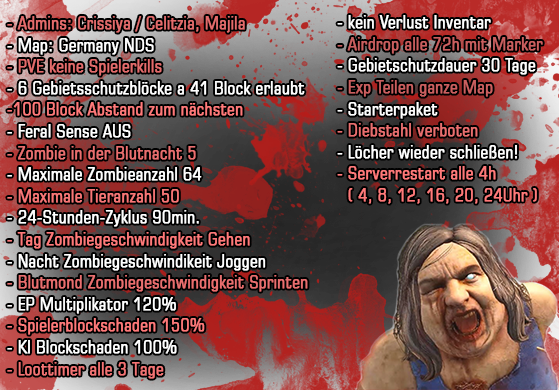 - Admins: Crissiya / Celitzia, Majila
- Map: Germany NDS
- PVE keine Spielerkills
- 6 Gebietsschutzblöcke a 41 Block erlaubt
-100 Block Abstand zum nächsten
- Feral Sense AUS
- Zombie in der Blutnacht 5
- Maximale Zombieanzahl 64
- Maximale Tieranzahl 50
- 24-Stunden-Zyklus 90min.
- Tag Zombiegeschwindigkeit Gehen
- Nacht Zombiegeschwindikeit Joggen
- Blutmond Zombiegeschwindigkeit Sprinten
- EP Multiplikator 120%
- Spielerblockschaden 150%
- KI Blockschaden 100%
- Loottimer alle 3 Tage
- kein Verlust Inventar
- Airdrop alle 72h mit Marker
- Gebietschutzdauer 30 Tage
- Exp Teilen ganze Map
- Starterpaket
- Diebstahl verboten
- Löcher wieder schließen!
- Serverrestart alle 4h
( 4, 8, 12, 16, 20, 24Uhr )